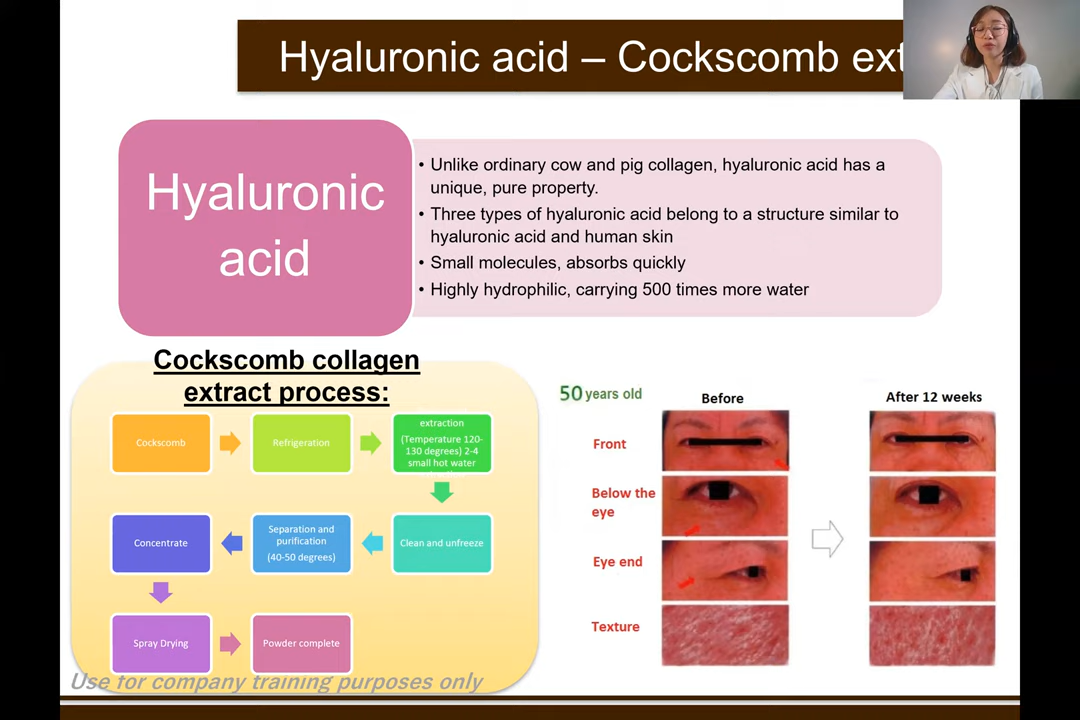 Hyaluronic acid – Cockscomb ext
Hyaluronic
acid
• Unlike ordinary cow and pig collagen, hyaluronic acid has a
unique, pure property.
• Three types of hyaluronic acid belong to a structure similar to
hyaluronic acid and human skin
• Small molecules, absorbs quickly
• Highly hydrophilic, carrying 500 times more water
Cockscomb collagen
extract process:
Cockscomb
Refrigeration
extraction
(Temperature 120-
130 degrees) 2-4
small hot water
Clean and unfreeze
Separation and
purification
(40-50 degrees)
Concentrate
Spray Drying
Powder complete
Use for company training purposes only
50 years old
Before
After 12 weeks
Front
Below the
eye
Eye end
Texture